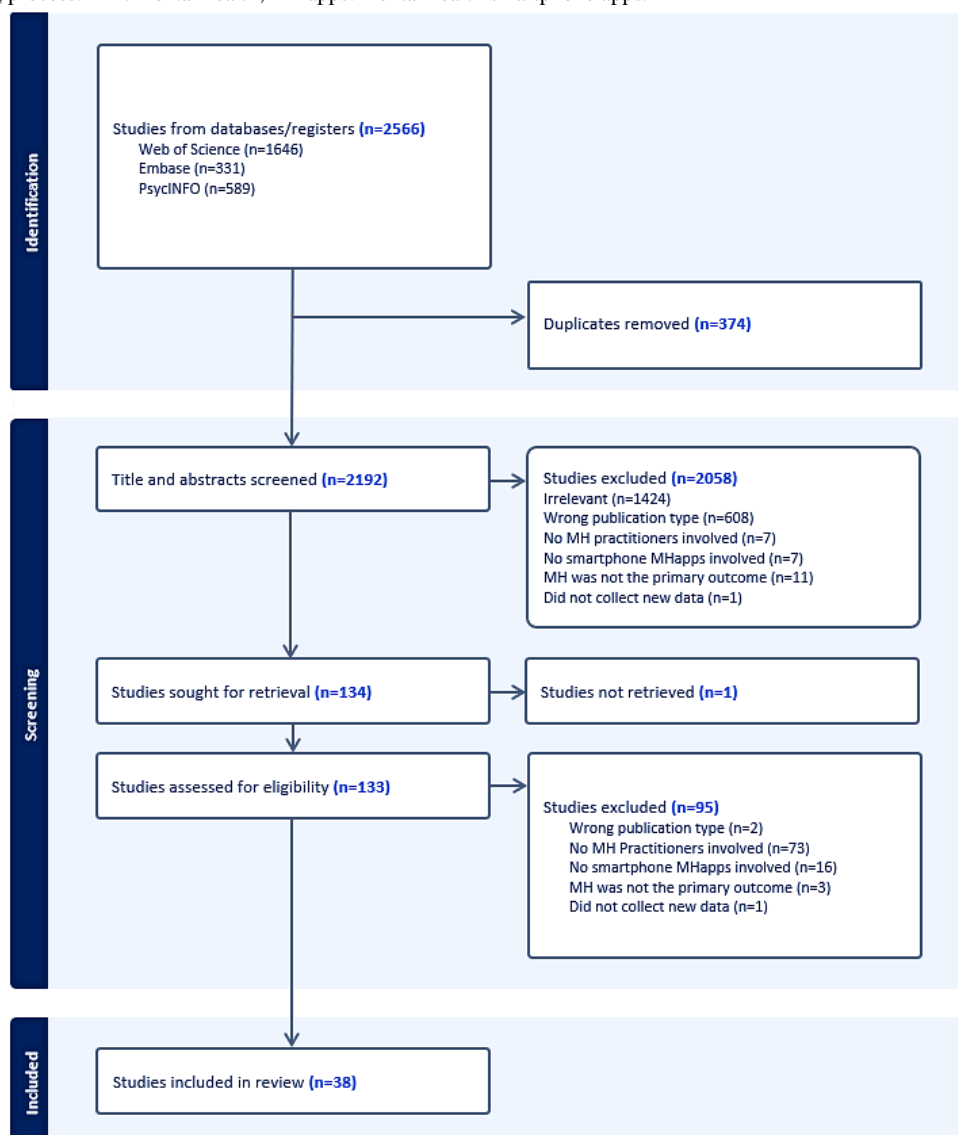 Identification
Studies from databases/registers (n=2566)
Web of Science (n=1646)
Embase (n=331)
PsycINFO (n=589)
Duplicates removed (n=374)
Screening
Title and abstracts screened (n=2192)
Studies excluded (n=2058)
Irrelevant (n=1424)
Wrong publication type (n=608)
No MH practitioners involved (n=7)
No smartphone MHapps involved (n=7)
MH was not the primary outcome (n=11)
Did not collect new data (n=1)
Studies sought for retrieval (n=134)
Studies not retrieved (n=1)
Studies assessed for eligibility (n=133)
Studies excluded (n=95)
Wrong publication type (n=2)
No MH Practitioners involved (n=73)
No smartphone MHapps involved (n=16)
MH was not the primary outcome (n=3)
Did not collect new data (n=1)
Included
Studies included in review (n=38)